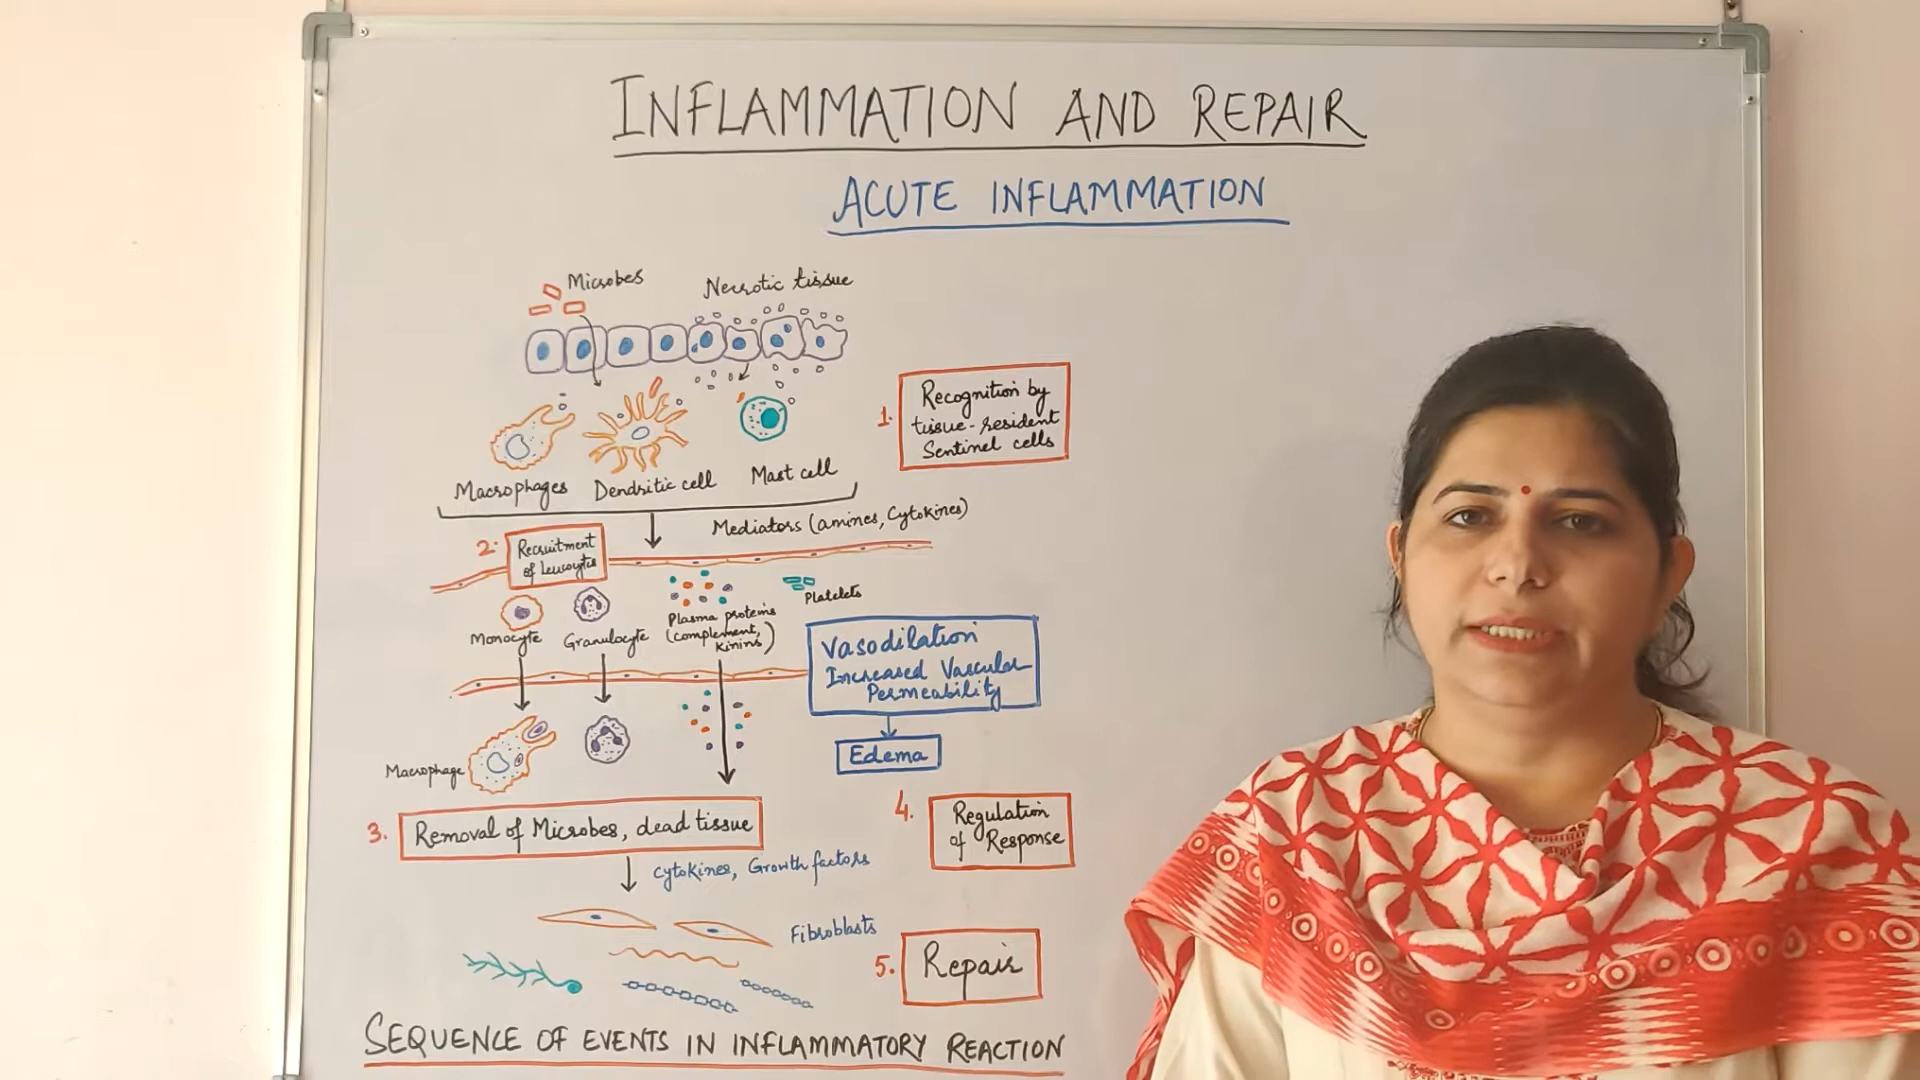 INFLAMMATION AND REPAIR
ACUTE INFLAMMATION
Microbes
Necrotic tissue
1. Recognition by
tissue-resident
Sentinel cells
Macrophages
Dendritic cell
Mast cell
Mediators (amines, Cytokines)
2. Recruitment
of Leucoytes
Monocyte
Granulocyte
Plasma proteins
(complement,
Kinins)
Platelets
Vasodilation
Increased Vascular
Permeability
Edema
Macrophage
3. Removal of Microbes, dead tissue
4. Regulation
of Response
Cytokines, Growth factors
Fibroblasts
5. Repair
SEQUENCE OF EVENTS IN INFLAMMATORY REACTION